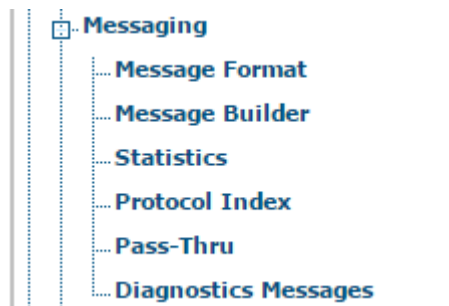 Messaging
Message Format
Message Builder
Statistics
Protocol Index
Pass-Thru
Diagnostics Messages